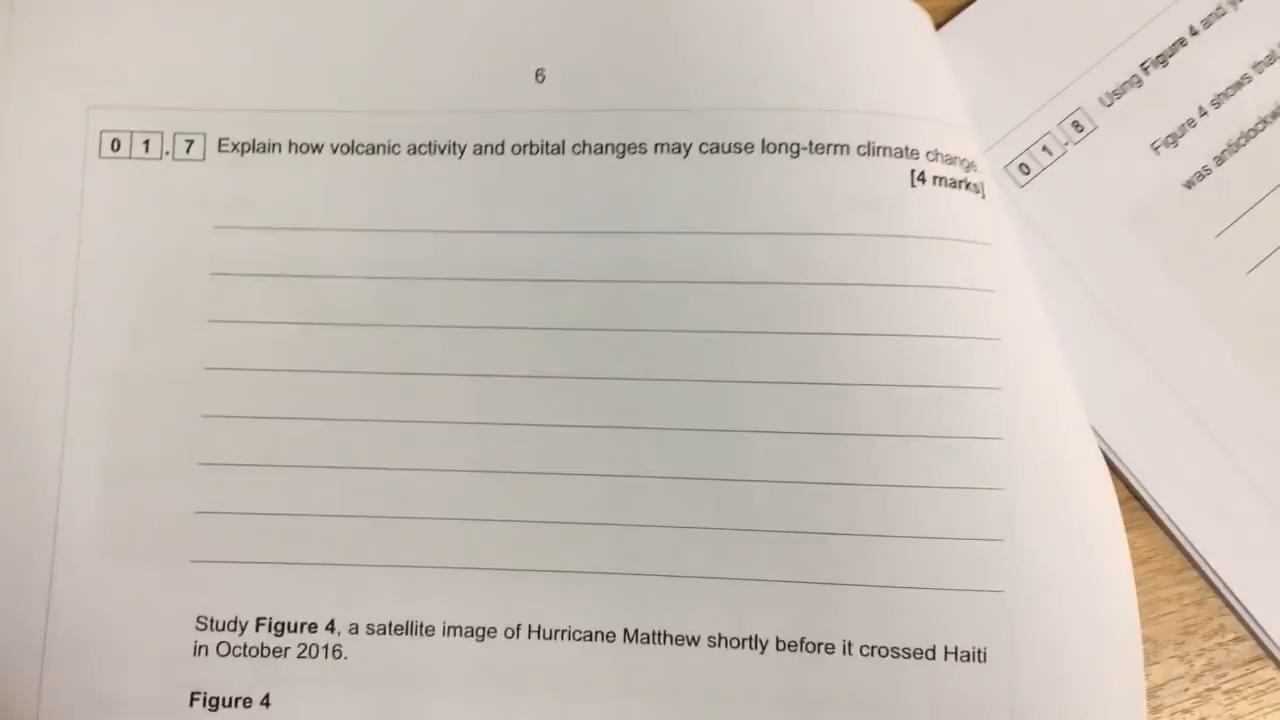 6
0 1 . 7 Explain how volcanic activity and orbital changes may cause long-term climate change.
[4 marks]
Study Figure 4, a satellite image of Hurricane Matthew shortly before it crossed Haiti
in October 2016.
Figure 4
0 1 . 8 Using Figure 4 and
Figure 4 shows that
was anticlockwise